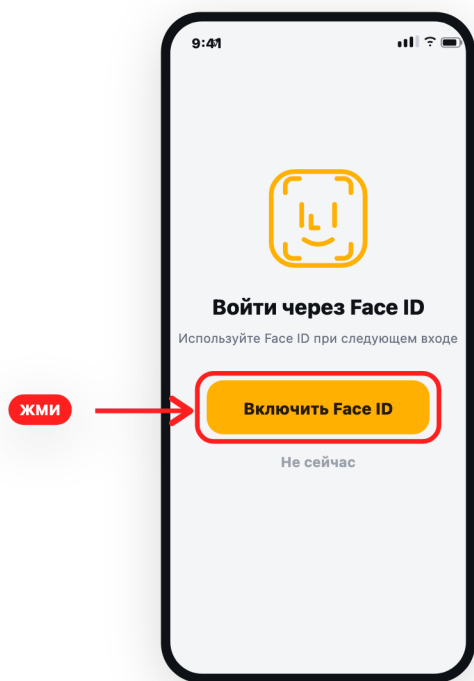 9:41
Войти через Face ID
Используйте Face ID при следующем входе
жми
Включить Face ID
Не сейчас